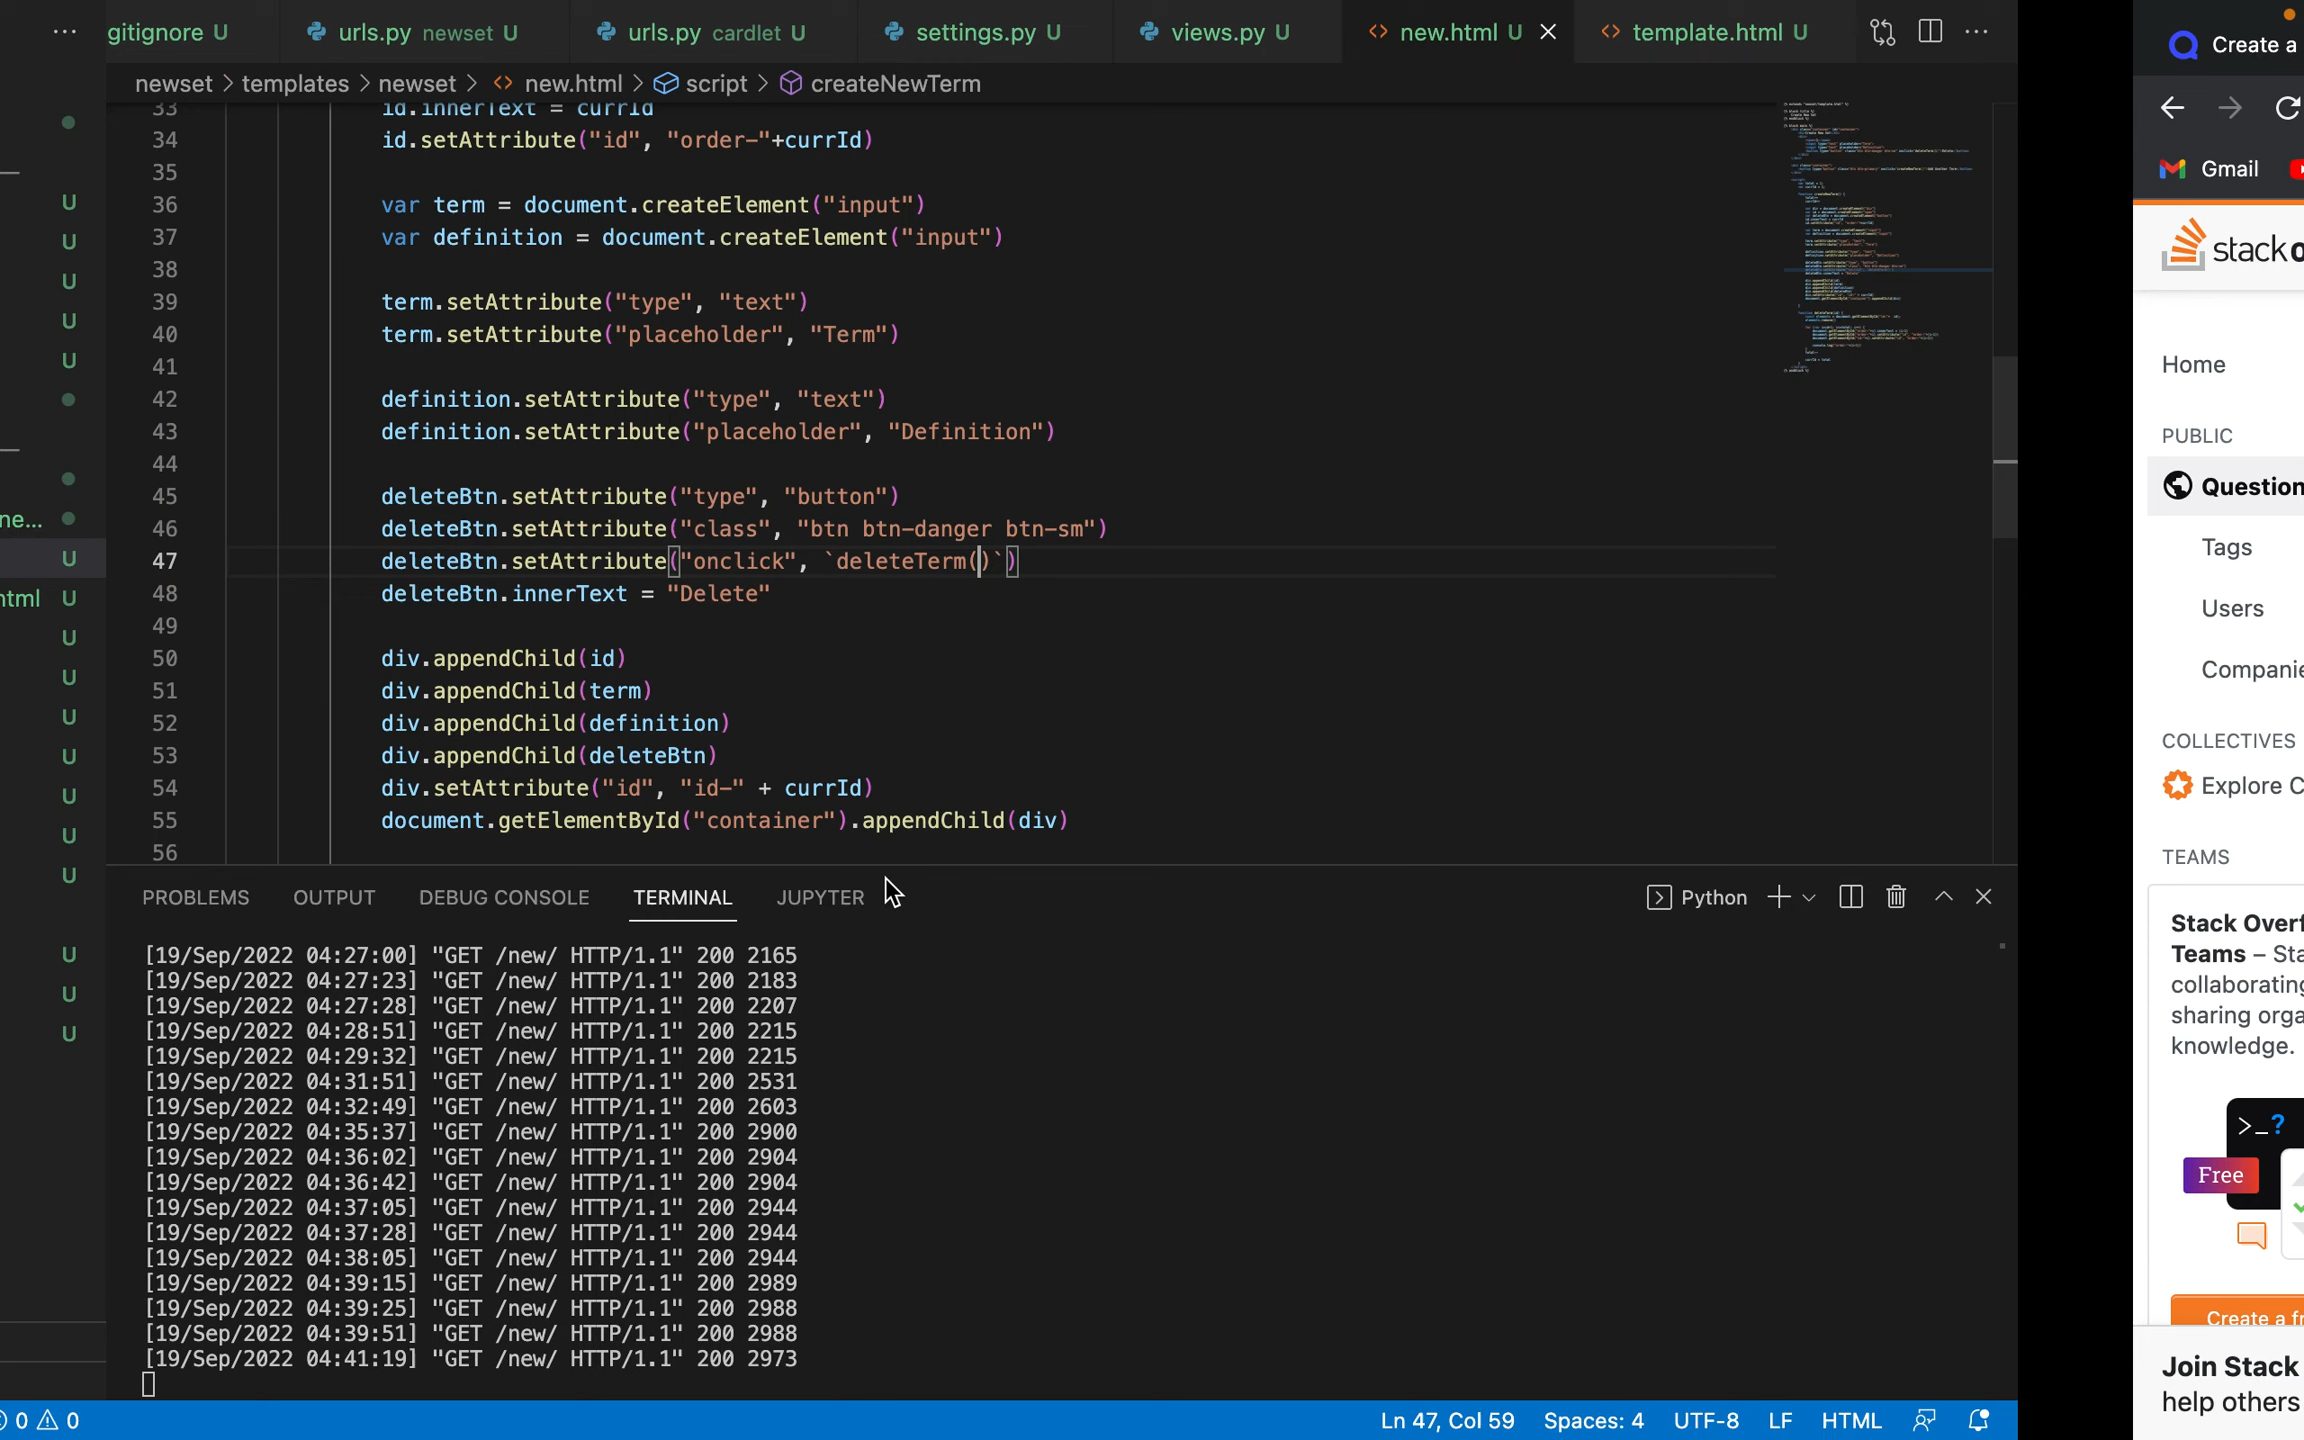 gitignore U
urls.py newset U
urls.py cardlet U
settings.py U
views.py U
new.html U
template.html U
newset > templates > newset > new.html > script > createNewTerm
33 id.innerText = currId
34 id.setAttribute("id", "order-"+currId)
35
36 var term = document.createElement("input")
37 var definition = document.createElement("input")
38
39 term.setAttribute("type", "text")
40 term.setAttribute("placeholder", "Term")
41
42 definition.setAttribute("type", "text")
43 definition.setAttribute("placeholder", "Definition")
44
45 deleteBtn.setAttribute("type", "button")
46 deleteBtn.setAttribute("class", "btn btn-danger btn-sm")
47 deleteBtn.setAttribute("onclick", `deleteTerm()`)
48 deleteBtn.innerText = "Delete"
49
50 div.appendChild(id)
51 div.appendChild(term)
52 div.appendChild(definition)
53 div.appendChild(deleteBtn)
54 div.setAttribute("id", "id-" + currId)
55 document.getElementById("container").appendChild(div)
56
U
U
U
U
U
ne...
U
html U
U
U
U
U
U
U
U
U
U
U
PROBLEMS OUTPUT DEBUG CONSOLE TERMINAL JUPYTER
Python
[19/Sep/2022 04:27:00] "GET /new/ HTTP/1.1" 200 2165
[19/Sep/2022 04:27:23] "GET /new/ HTTP/1.1" 200 2183
[19/Sep/2022 04:27:28] "GET /new/ HTTP/1.1" 200 2207
[19/Sep/2022 04:28:51] "GET /new/ HTTP/1.1" 200 2215
[19/Sep/2022 04:29:32] "GET /new/ HTTP/1.1" 200 2215
[19/Sep/2022 04:31:51] "GET /new/ HTTP/1.1" 200 2531
[19/Sep/2022 04:32:49] "GET /new/ HTTP/1.1" 200 2603
[19/Sep/2022 04:35:37] "GET /new/ HTTP/1.1" 200 2900
[19/Sep/2022 04:36:02] "GET /new/ HTTP/1.1" 200 2904
[19/Sep/2022 04:36:42] "GET /new/ HTTP/1.1" 200 2904
[19/Sep/2022 04:37:05] "GET /new/ HTTP/1.1" 200 2944
[19/Sep/2022 04:37:28] "GET /new/ HTTP/1.1" 200 2944
[19/Sep/2022 04:38:05] "GET /new/ HTTP/1.1" 200 2944
[19/Sep/2022 04:39:15] "GET /new/ HTTP/1.1" 200 2989
[19/Sep/2022 04:39:25] "GET /new/ HTTP/1.1" 200 2988
[19/Sep/2022 04:39:51] "GET /new/ HTTP/1.1" 200 2988
[19/Sep/2022 04:41:19] "GET /new/ HTTP/1.1" 200 2973
0 0
Ln 47, Col 59 Spaces: 4 UTF-8 LF HTML
Create a
Gmail
stack o
Home
PUBLIC
Question
Tags
Users
Companie
COLLECTIVES
Explore C
TEAMS
Stack Overf
Teams – Sta
collaborating
sharing orga
knowledge.
>_?
Free
Create a fr
Join Stack
help others